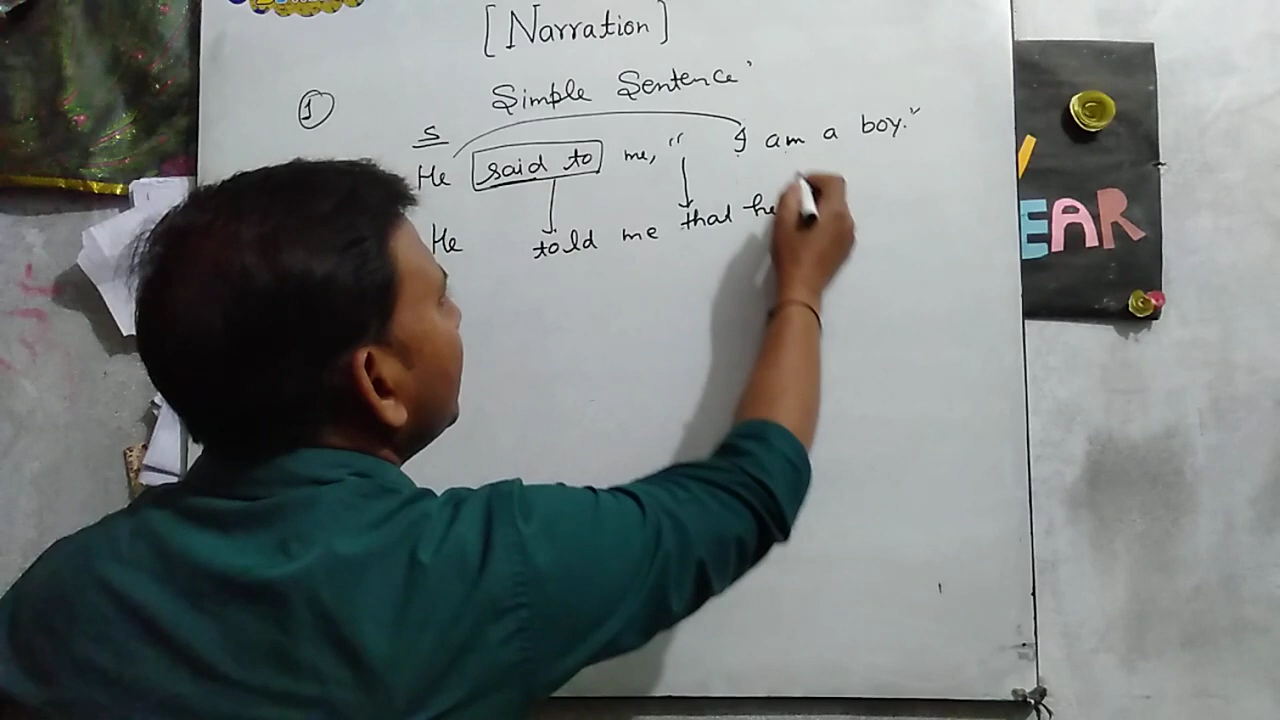 [Narration]
Simple Sentence
①
S
He said to me, " I am a boy."
He told me that he
EAR